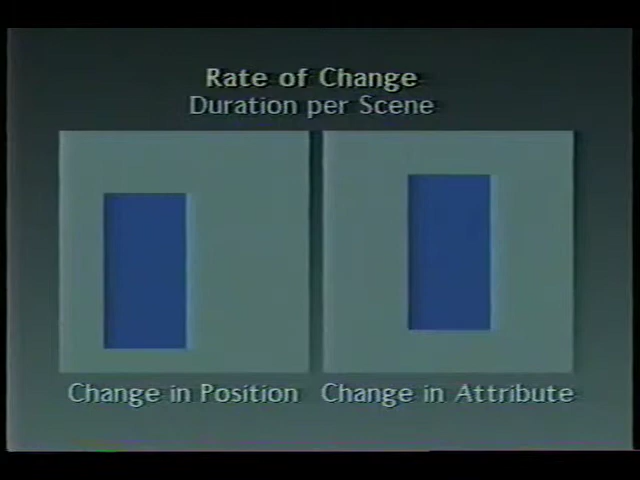 Rate of Change
Duration per Scene
Change in Position
Change in Attribute